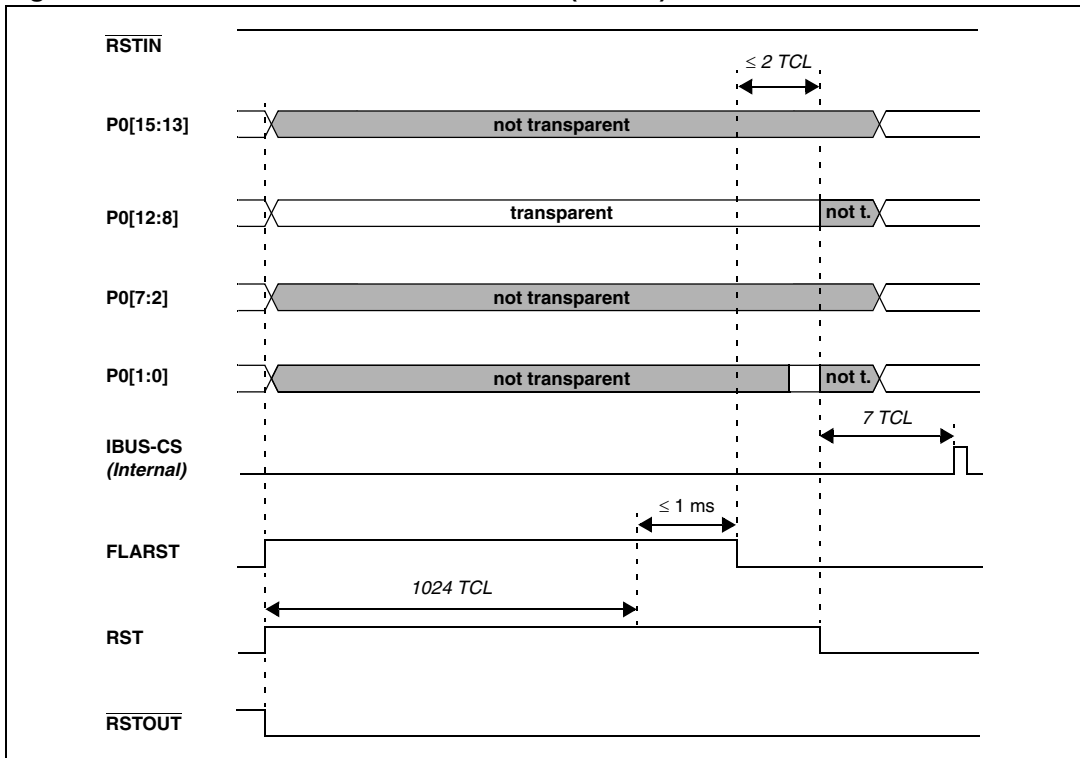 RSTIN
≤ 2 TCL
P0[15:13] not transparent
P0[12:8] transparent not t.
P0[7:2] not transparent
P0[1:0] not transparent not t.
7 TCL
IBUS-CS
(Internal)
≤ 1 ms
FLARST
1024 TCL
RST
RSTOUT